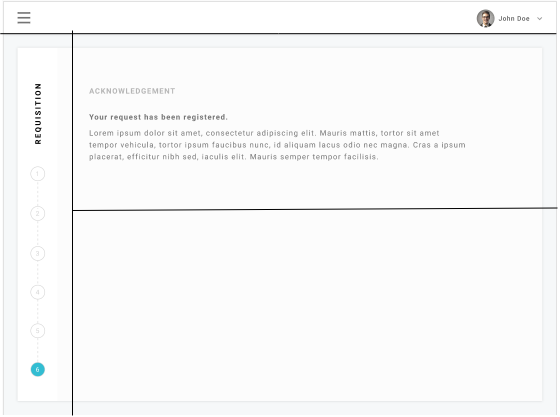 John Doe
REQUISITION
ACKNOWLEDGEMENT
Your request has been registered.
Lorem ipsum dolor sit amet, consectetur adipiscing elit. Mauris mattis, tortor sit amet
tempor vehicula, tortor ipsum faucibus nunc, id aliquam lacus odio nec magna. Cras a ipsum
placerat, efficitur nibh sed, iaculis elit. Mauris semper tempor facilisis.
1
2
3
4